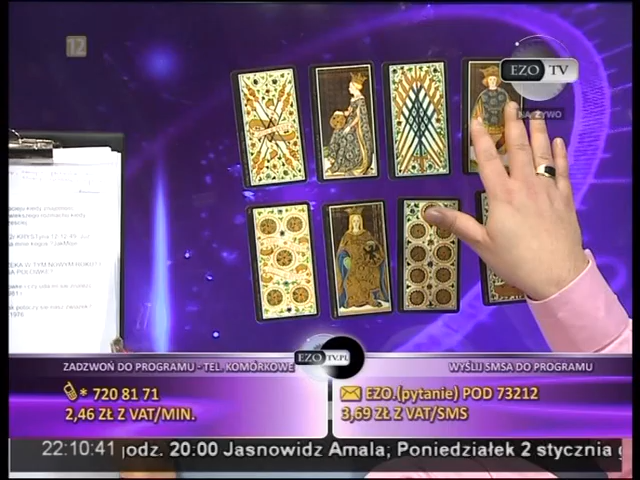 12
EZO TV
NA ŻYWO
EZO TV.PL
ZADZWOŃ DO PROGRAMU - TEL. KOMÓRKOWE
* 720 81 71
2,46 ZŁ Z VAT/MIN.
WYŚLIJ SMSA DO PROGRAMU
EZO.(pytanie) POD 73212
3,69 ZŁ Z VAT/SMS
22:10:41 godz. 20:00 Jasnowidz Amala; Poniedziałek 2 stycznia g